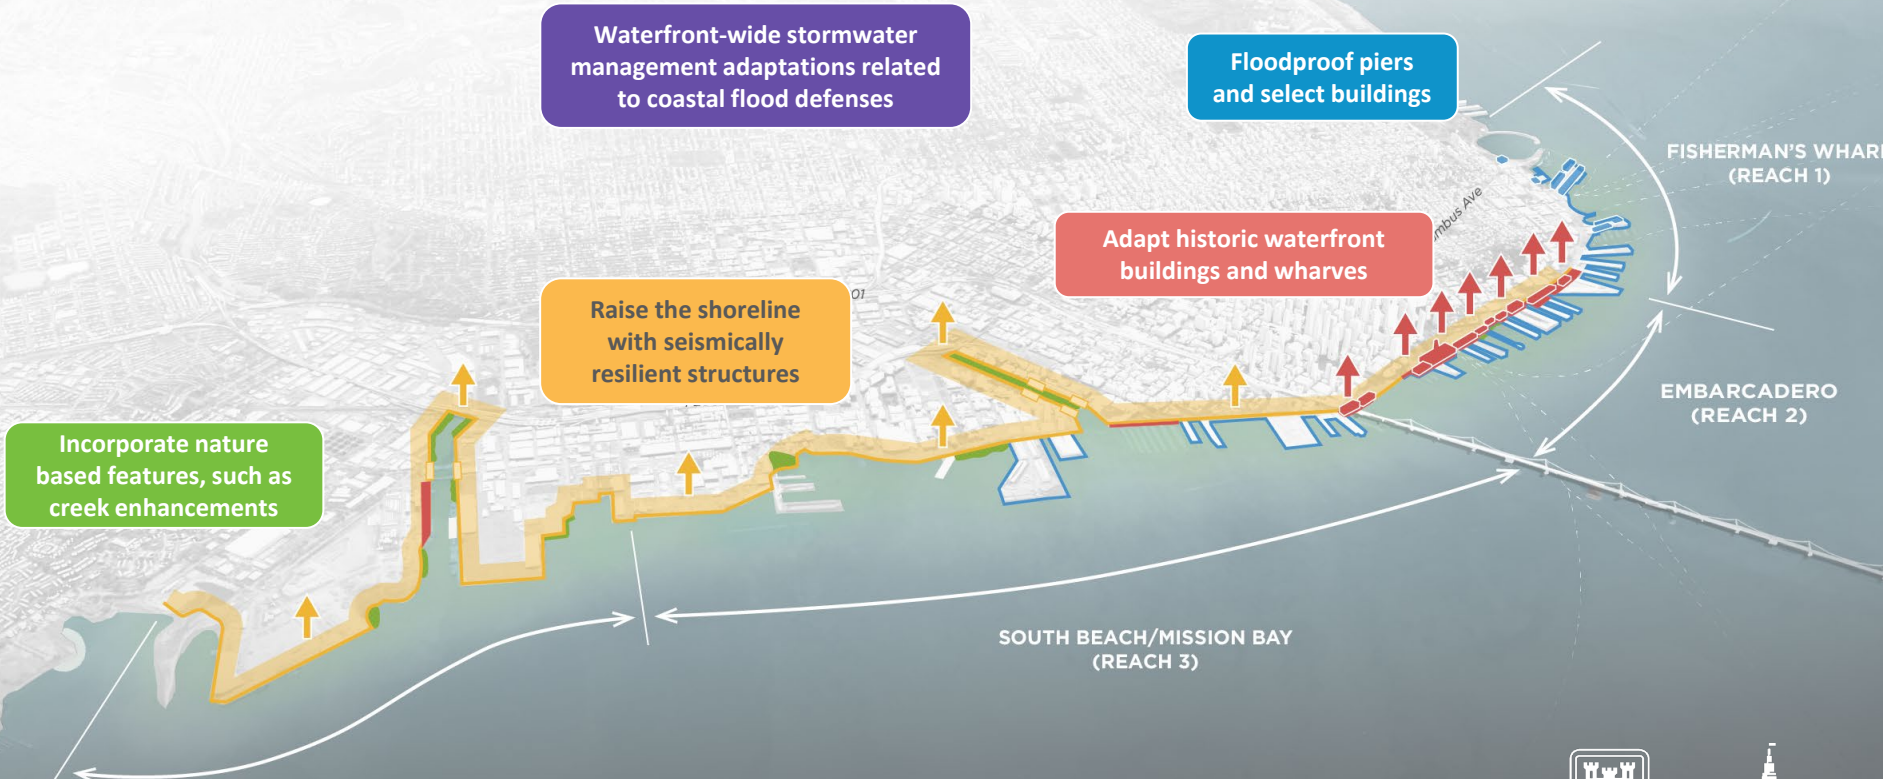 Waterfront-wide stormwater
management adaptations related
to coastal flood defenses
Floodproof piers
and select buildings
FISHERMAN'S WHARF
(REACH 1)
Adapt historic waterfront
buildings and wharves
Raise the shoreline
with seismically
resilient structures
EMBARCADERO
(REACH 2)
Incorporate nature
based features, such as
creek enhancements
SOUTH BEACH/MISSION BAY
(REACH 3)
Ave